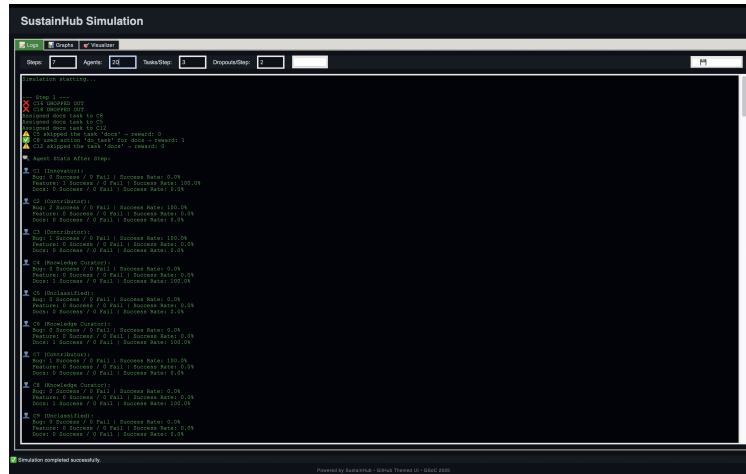 SustainHub Simulation
Logs
Graphs
Visualizer
Steps: 7 Agents: 20 Tasks/Step: 3 Dropouts/Step: 2
Simulation starting...
--- Step 1 ---
❌ C16 DROPPED OUT
❌ C18 DROPPED OUT
Assigned docs task to C8
Assigned docs task to C5
Assigned docs task to C12
⚠️ C5 skipped the task 'docs' → reward: 0
✅ C8 used action 'do_task' for docs → reward: 1
⚠️ C12 skipped the task 'docs' → reward: 0
Agent Stats After Step:
C1 (Innovator):
Bug: 0 Success / 0 Fail | Success Rate: 0.0%
Feature: 1 Success / 0 Fail | Success Rate: 100.0%
Docs: 0 Success / 0 Fail | Success Rate: 0.0%
C2 (Contributor):
Bug: 2 Success / 0 Fail | Success Rate: 100.0%
Feature: 0 Success / 0 Fail | Success Rate: 0.0%
Docs: 0 Success / 0 Fail | Success Rate: 0.0%
C3 (Contributor):
Bug: 1 Success / 0 Fail | Success Rate: 100.0%
Feature: 0 Success / 0 Fail | Success Rate: 0.0%
Docs: 0 Success / 0 Fail | Success Rate: 0.0%
C4 (Knowledge Curator):
Bug: 0 Success / 0 Fail | Success Rate: 0.0%
Feature: 0 Success / 0 Fail | Success Rate: 0.0%
Docs: 1 Success / 0 Fail | Success Rate: 100.0%
C5 (Unclassified):
Bug: 0 Success / 0 Fail | Success Rate: 0.0%
Feature: 0 Success / 0 Fail | Success Rate: 0.0%
Docs: 0 Success / 0 Fail | Success Rate: 0.0%
C6 (Knowledge Curator):
Bug: 0 Success / 0 Fail | Success Rate: 0.0%
Feature: 0 Success / 0 Fail | Success Rate: 0.0%
Docs: 1 Success / 0 Fail | Success Rate: 100.0%
C7 (Contributor):
Bug: 1 Success / 0 Fail | Success Rate: 100.0%
Feature: 0 Success / 0 Fail | Success Rate: 0.0%
Docs: 0 Success / 0 Fail | Success Rate: 0.0%
C8 (Knowledge Curator):
Bug: 0 Success / 0 Fail | Success Rate: 0.0%
Feature: 0 Success / 0 Fail | Success Rate: 0.0%
Docs: 1 Success / 0 Fail | Success Rate: 100.0%
C9 (Unclassified):
Bug: 0 Success / 0 Fail | Success Rate: 0.0%
Feature: 0 Success / 0 Fail | Success Rate: 0.0%
Docs: 0 Success / 0 Fail | Success Rate: 0.0%
✅ Simulation completed successfully.
Powered by SustainHub • GitHub Themed UI • GSoC 2025